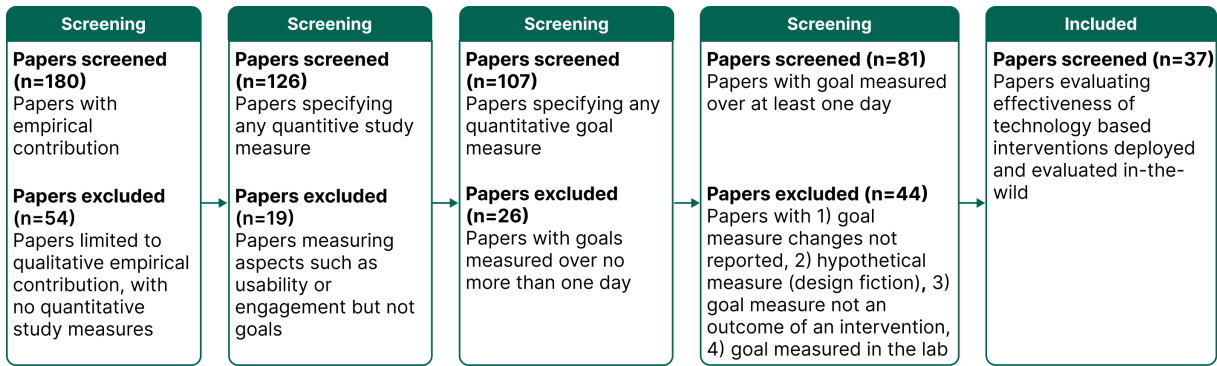 Screening
Papers screened
(n=180)
Papers with
empirical
contribution
Papers excluded
(n=54)
Papers limited to
qualitative empirical
contribution, with
no quantitative
study measures
Screening
Papers screened
(n=126)
Papers specifying
any quantitive study
measure
Papers excluded
(n=19)
Papers measuring
aspects such as
usability or
engagement but not
goals
Screening
Papers screened
(n=107)
Papers specifying any
quantitative goal
measure
Papers excluded
(n=26)
Papers with goals
measured over no
more than one day
Screening
Papers screened (n=81)
Papers with goal measured
over at least one day
Papers excluded (n=44)
Papers with 1) goal
measure changes not
reported, 2) hypothetical
measure (design fiction), 3)
goal measure not an
outcome of an intervention,
4) goal measured in the lab
Included
Papers screened (n=37)
Papers evaluating
effectiveness of
technology based
interventions deployed
and evaluated in-the-
wild